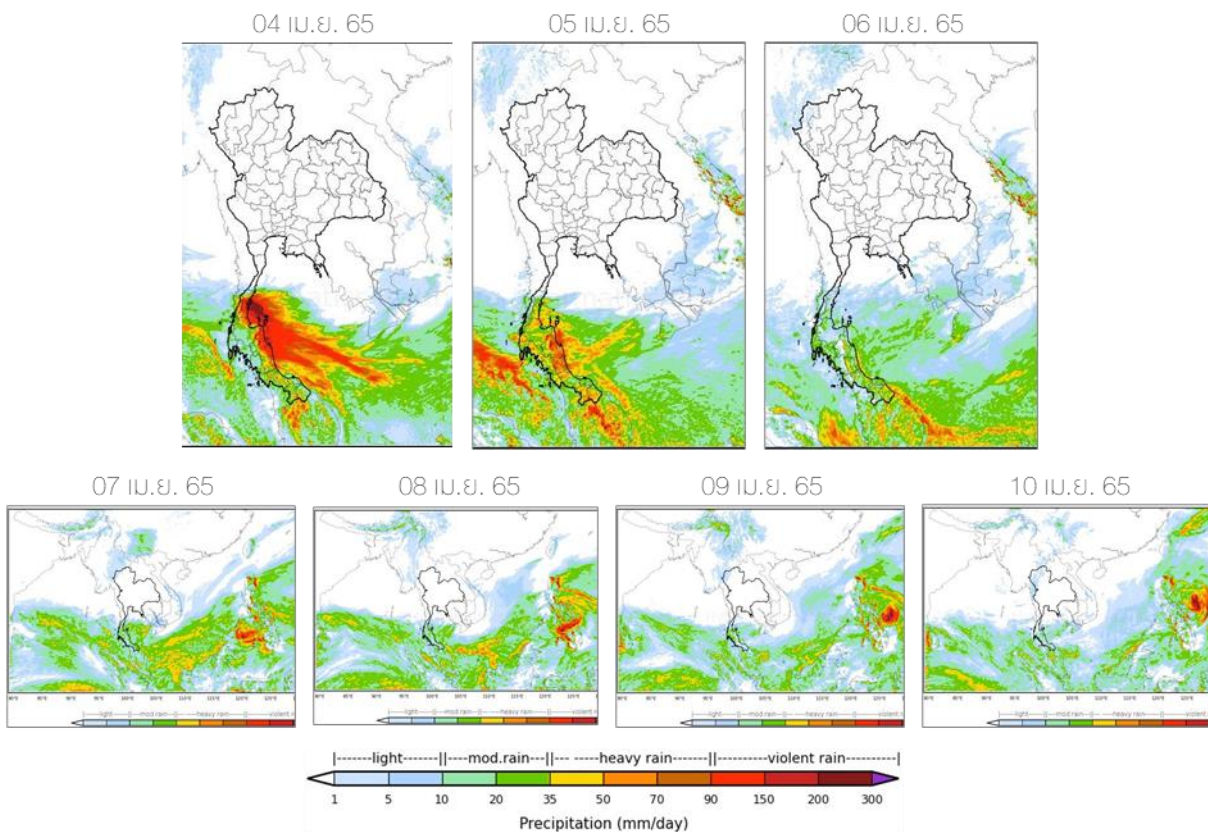 04 เม.ย. 65 05 เม.ย. 65 06 เม.ย. 65
07 เม.ย. 65 08 เม.ย. 65 09 เม.ย. 65 10 เม.ย. 65
|-------light------||----mod.rain----||--- --heavy rain------||------violent rain-----|
1 5 10 20 35 50 70 90 150 200 300
Precipitation (mm/day)